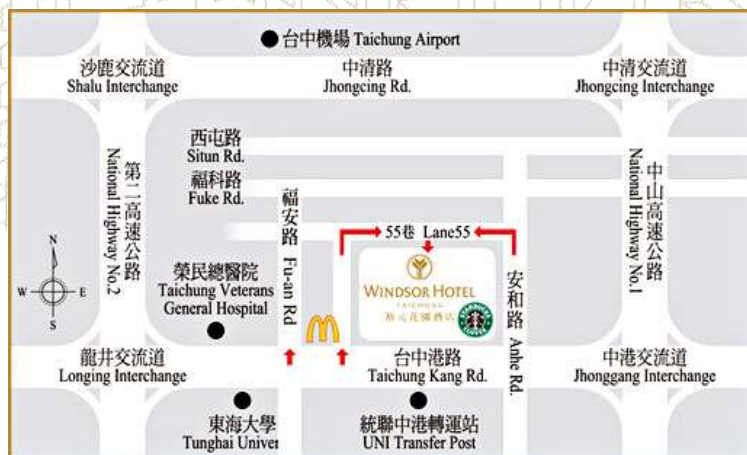 台中機場 Taichung Airport
沙鹿交流道
Shalu Interchange
中清路
Jhongcing Rd.
中清交流道
Jhongcing Interchange
西屯路
Situn Rd.
福科路
Fuke Rd.
第二高速公路
National Highway No.2
福安路 Fu-an Rd
55巷 Lane55
中山高速公路
National Highway No.1
N
W
E
S
榮民總醫院
Taichung Veterans
General Hospital
WINDSOR HOTEL
TAICHUNG
裕元花園酒店
STARBUCKS
COFFEE
安和路 Anhe Rd.
龍井交流道
Longing Interchange
台中港路
Taichung Kang Rd.
中港交流道
Jhonggang Interchange
東海大學
Tunghai Univer
統聯中港轉運站
UNI Transfer Post